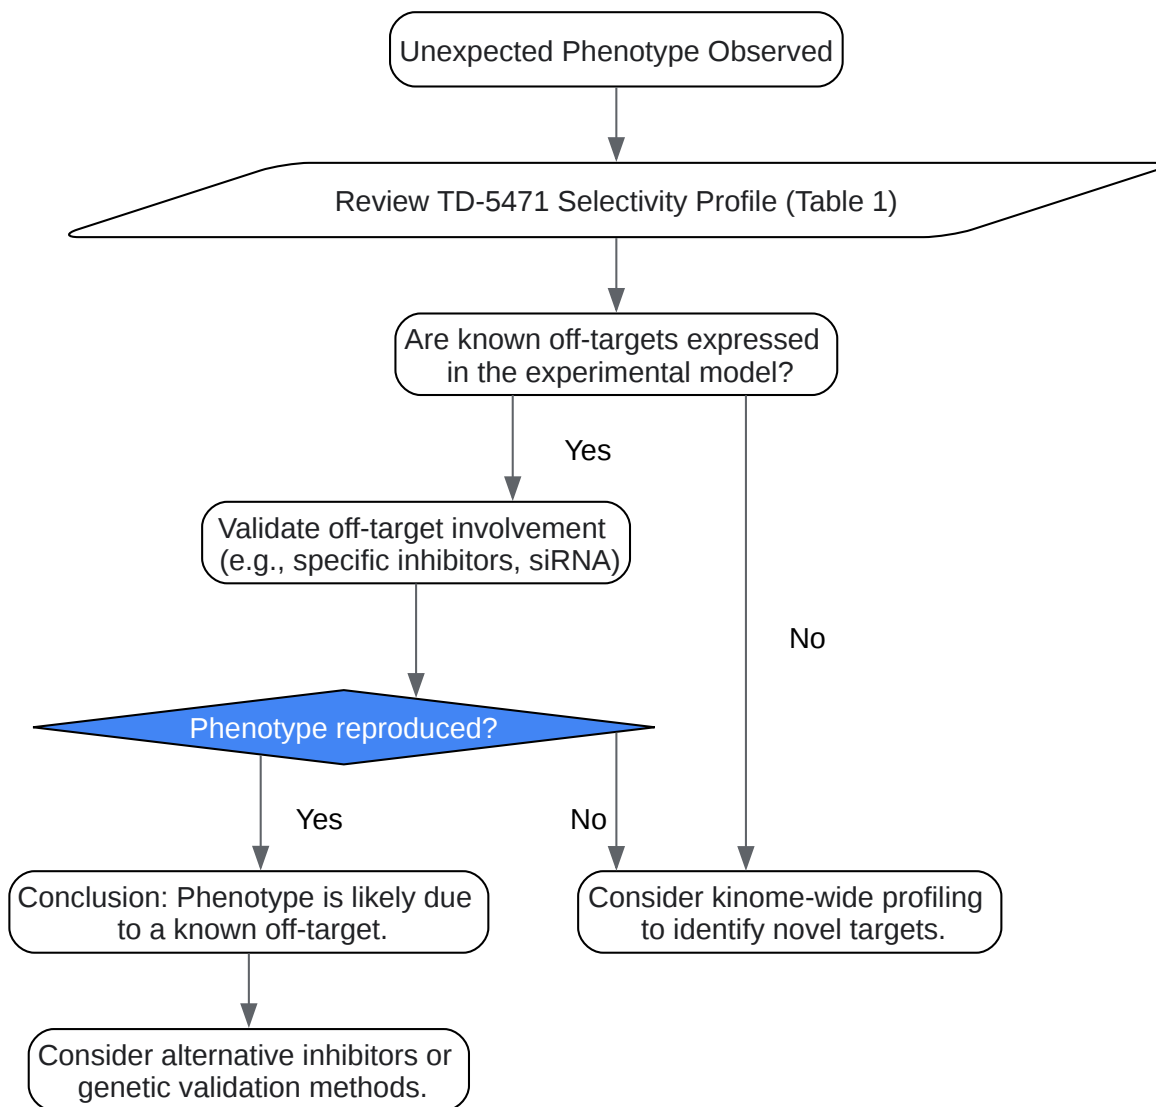 Unexpected Phenotype Observed
Review TD-5471 Selectivity Profile (Table 1)
Are known off-targets expressed
in the experimental model?
Yes
Validate off-target involvement
(e.g., specific inhibitors, siRNA)
No
Phenotype reproduced?
Yes
No
Conclusion: Phenotype is likely due
to a known off-target.
Consider kinome-wide profiling
to identify novel targets.
Consider alternative inhibitors or
genetic validation methods.